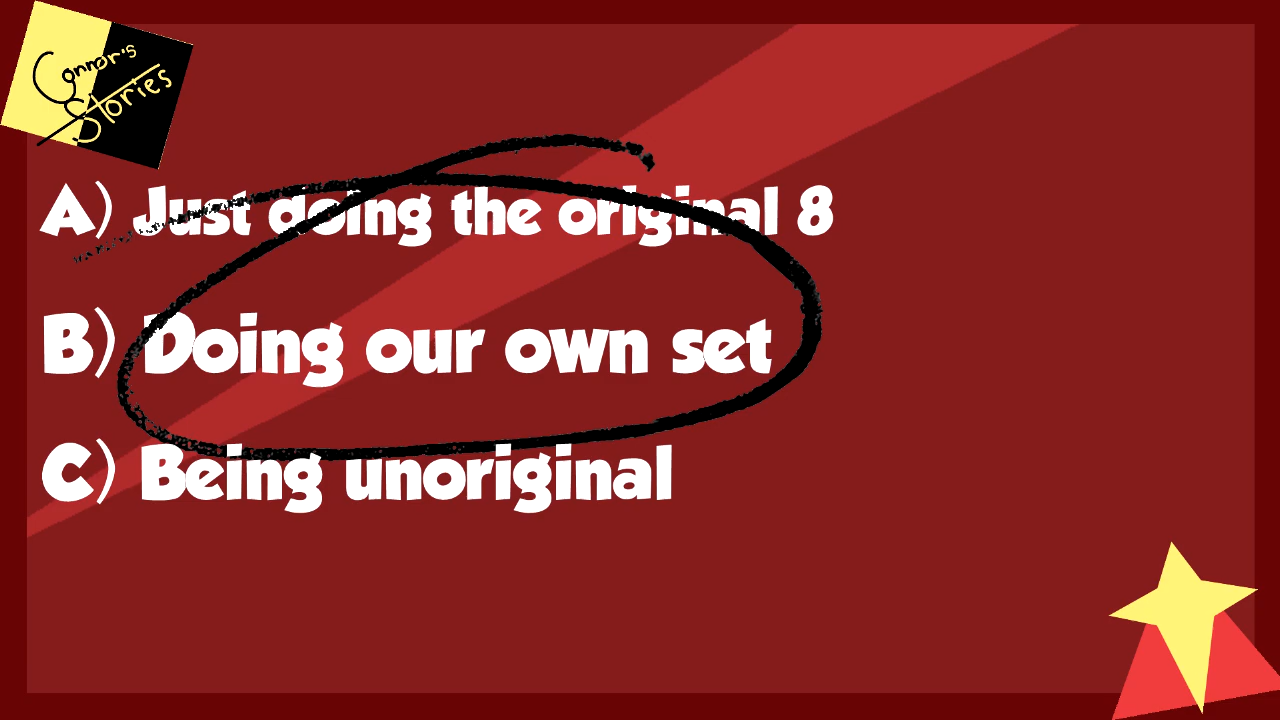 Connor's
Stories
A) Just doing the original 8
B) Doing our own set
C) Being unoriginal